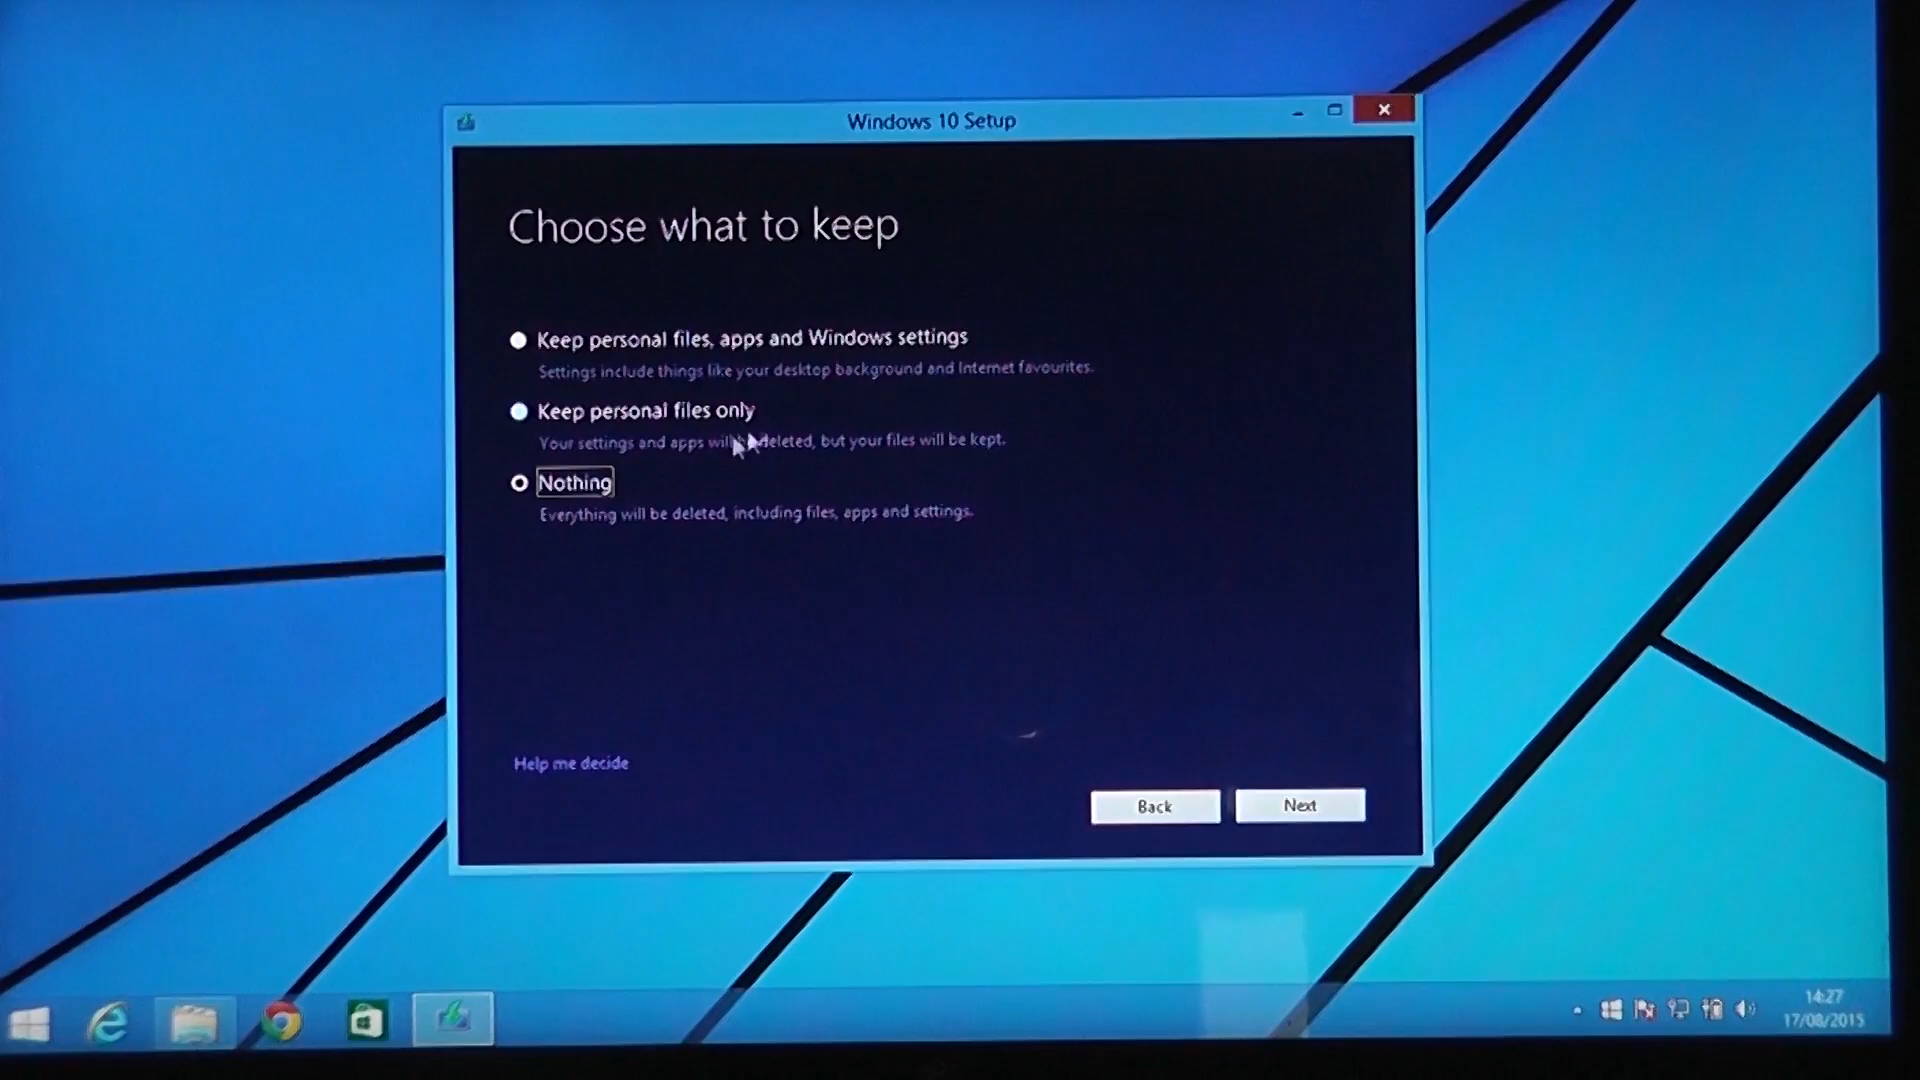 Windows 10 Setup
Choose what to keep
Keep personal files, apps and Windows settings
Settings include things like your desktop background and Internet favourites.
Keep personal files only
Your settings and apps will deleted, but your files will be kept.
Nothing
Everything will be deleted, including files, apps and settings.
Help me decide
Back
Next
14:27
17/08/2015